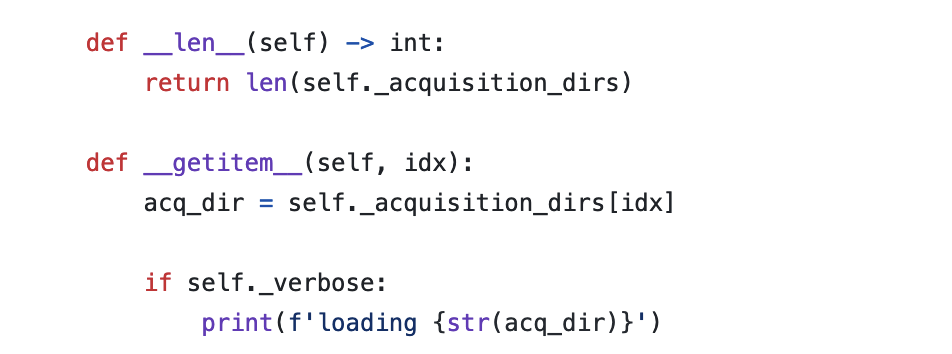 def __len__(self) -> int:
    return len(self._acquisition_dirs)

def __getitem__(self, idx):
    acq_dir = self._acquisition_dirs[idx]

    if self._verbose:
        print(f'loading {str(acq_dir)}')